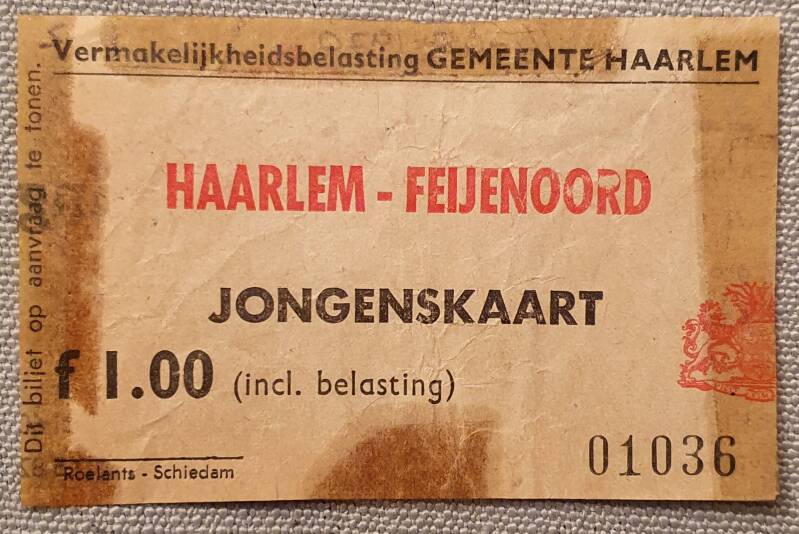 Vermakelijkheidsbelasting GEMEENTE HAARLEM
Dit biljet op aanvraag te tonen.
HAARLEM - FEIJENOORD
JONGENSKAART
f 1.00 (incl. belasting)
Roelants - Schiedam
01036